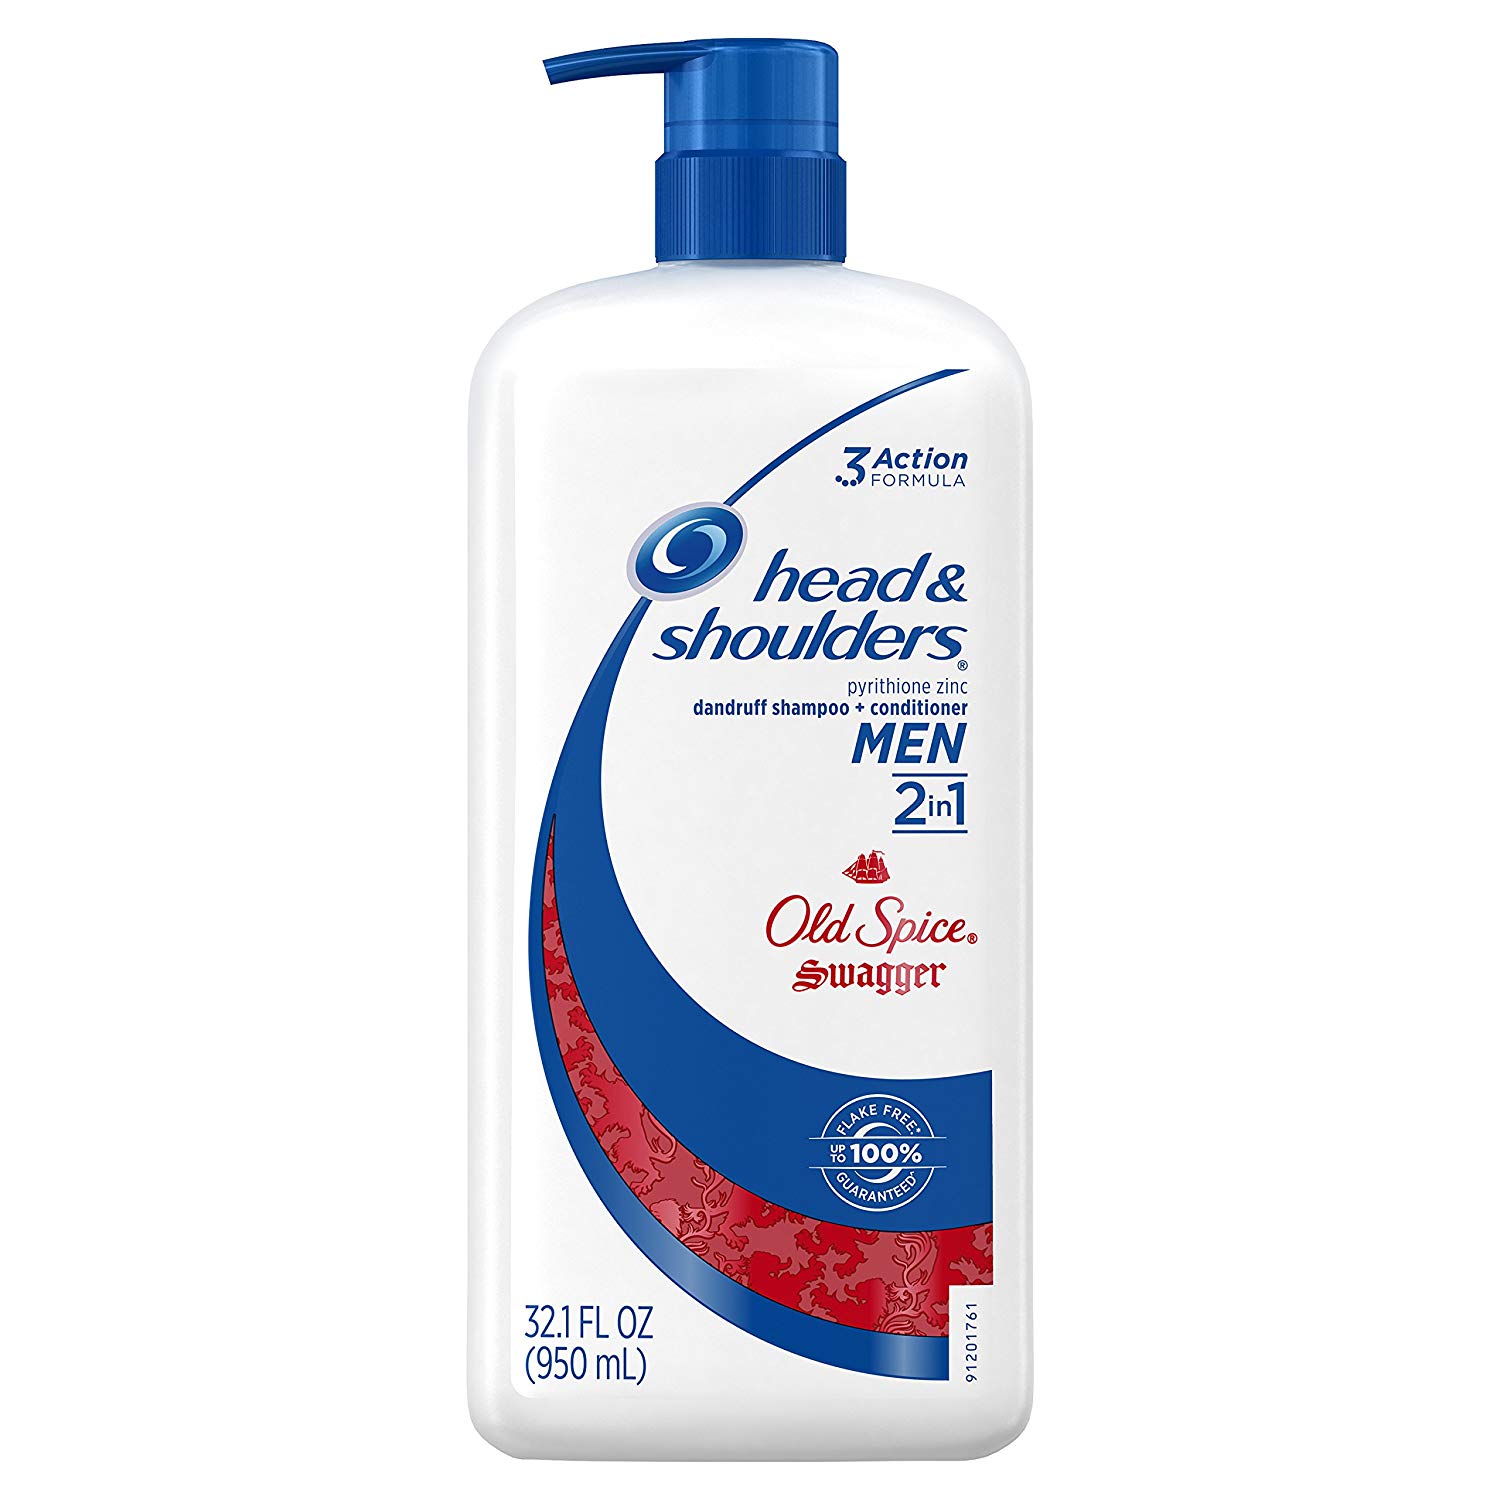 3 Action
FORMULA
head &
shoulders®
pyrithione zinc
dandruff shampoo + conditioner
MEN
2in1
Old Spice®
Swagger
FLAKE FREE*
UP TO 100%
GUARANTEED^
32.1 FL OZ
(950 mL)
91201761